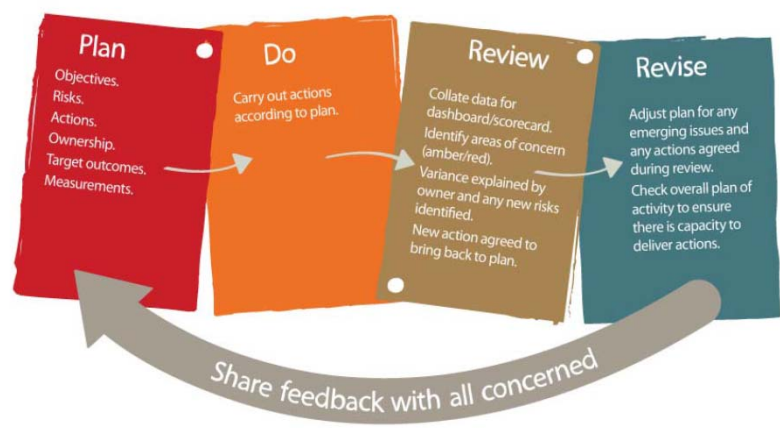 Plan
Objectives.
Risks.
Actions.
Ownership.
Target outcomes.
Measurements.
Do
Carry out actions
according to plan.
Review
Collate data for
dashboard/scorecard.
Identify areas of concern
(amber/red).
Variance explained by
owner and any new risks
identified.
New action agreed to
bring back to plan.
Revise
Adjust plan for any
emerging issues and
any actions agreed
during review.
Check overall plan of
activity to ensure
there is capacity to
deliver actions.
Share feedback with all concerned